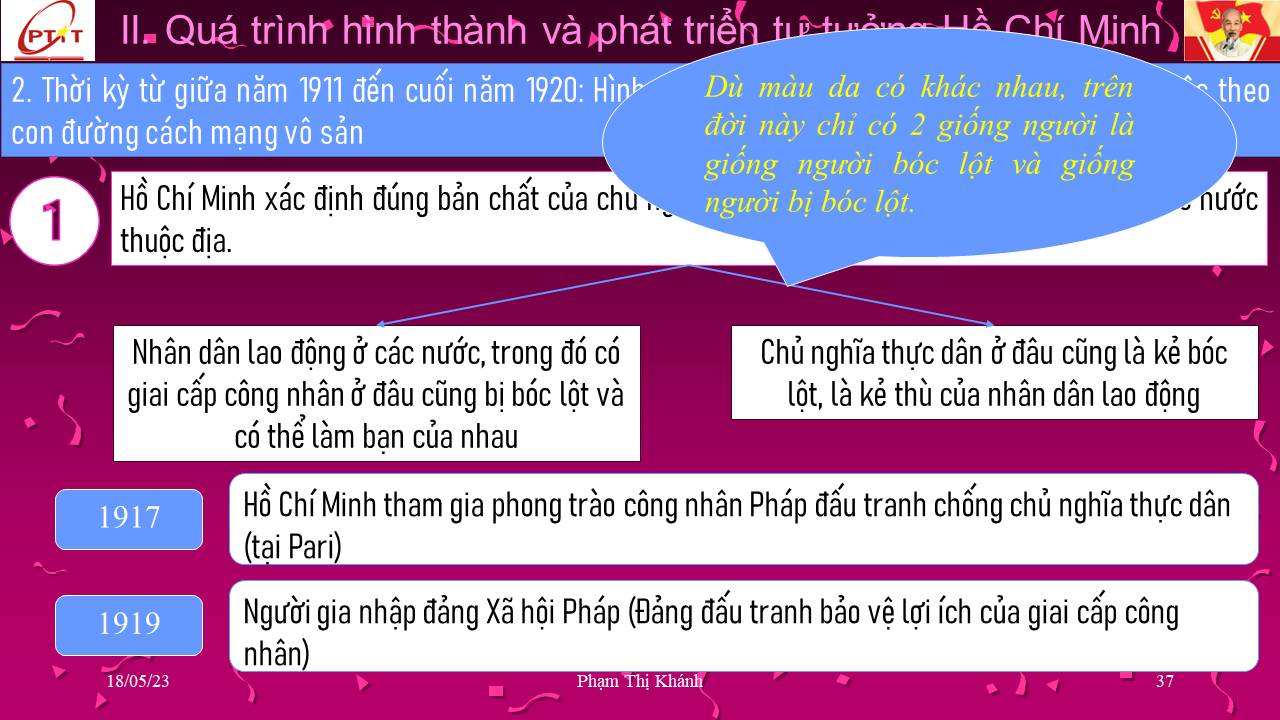 PTIT
II. Quá trình hình thành và phát triển tư tưởng Hồ Chí Minh
2. Thời kỳ từ giữa năm 1911 đến cuối năm 1920: Hình theo
con đường cách mạng vô sản
Dù màu da có khác nhau, trên
đời này chỉ có 2 giống người là
giống người bóc lột và giống
người bị bóc lột.
1
Hồ Chí Minh xác định đúng bản chất của chủ nước
thuộc địa.
Nhân dân lao động ở các nước, trong đó có
giai cấp công nhân ở đâu cũng bị bóc lột và
có thể làm bạn của nhau
Chủ nghĩa thực dân ở đâu cũng là kẻ bóc
lột, là kẻ thù của nhân dân lao động
1917
Hồ Chí Minh tham gia phong trào công nhân Pháp đấu tranh chống chủ nghĩa thực dân
(tại Pari)
1919
Người gia nhập đảng Xã hội Pháp (Đảng đấu tranh bảo vệ lợi ích của giai cấp công
nhân)
18/05/23
Phạm Thị Khánh
37